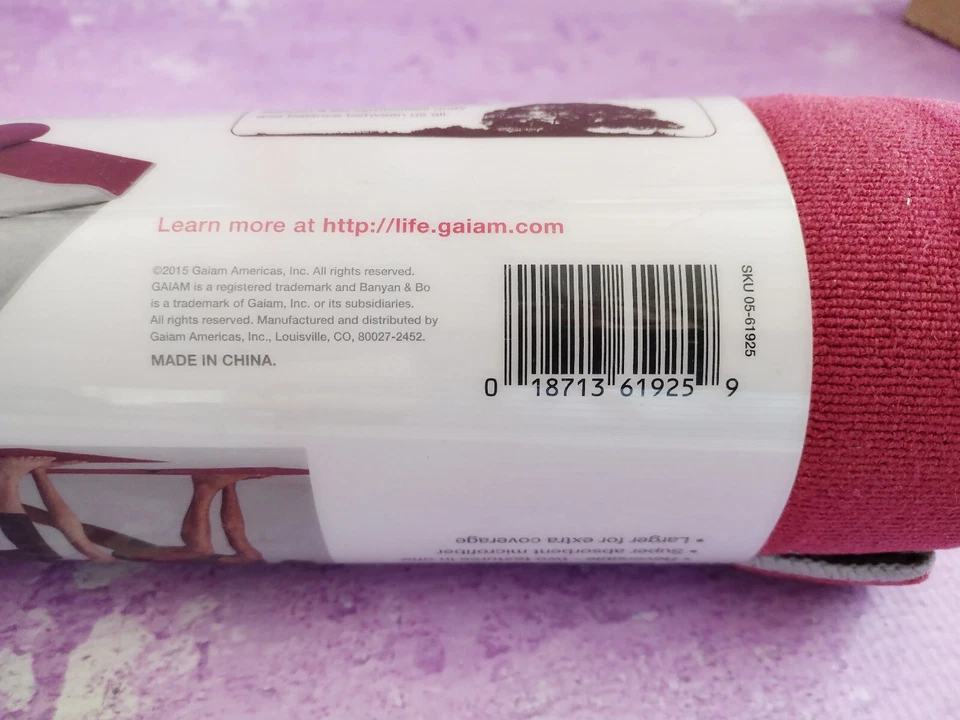 Learn more at http://life.gaiam.com
©2015 Gaiam Americas, Inc. All rights reserved.
GAIAM is a registered trademark and Banyan & Bo
is a trademark of Gaiam, Inc. or its subsidiaries.
All rights reserved. Manufactured and distributed by
Gaiam Americas, Inc., Louisville, CO, 80027-2452.
MADE IN CHINA.
SKU 05-61925
0 18713 61925 9
• Larger for extra coverage
• Super absorbent microfiber